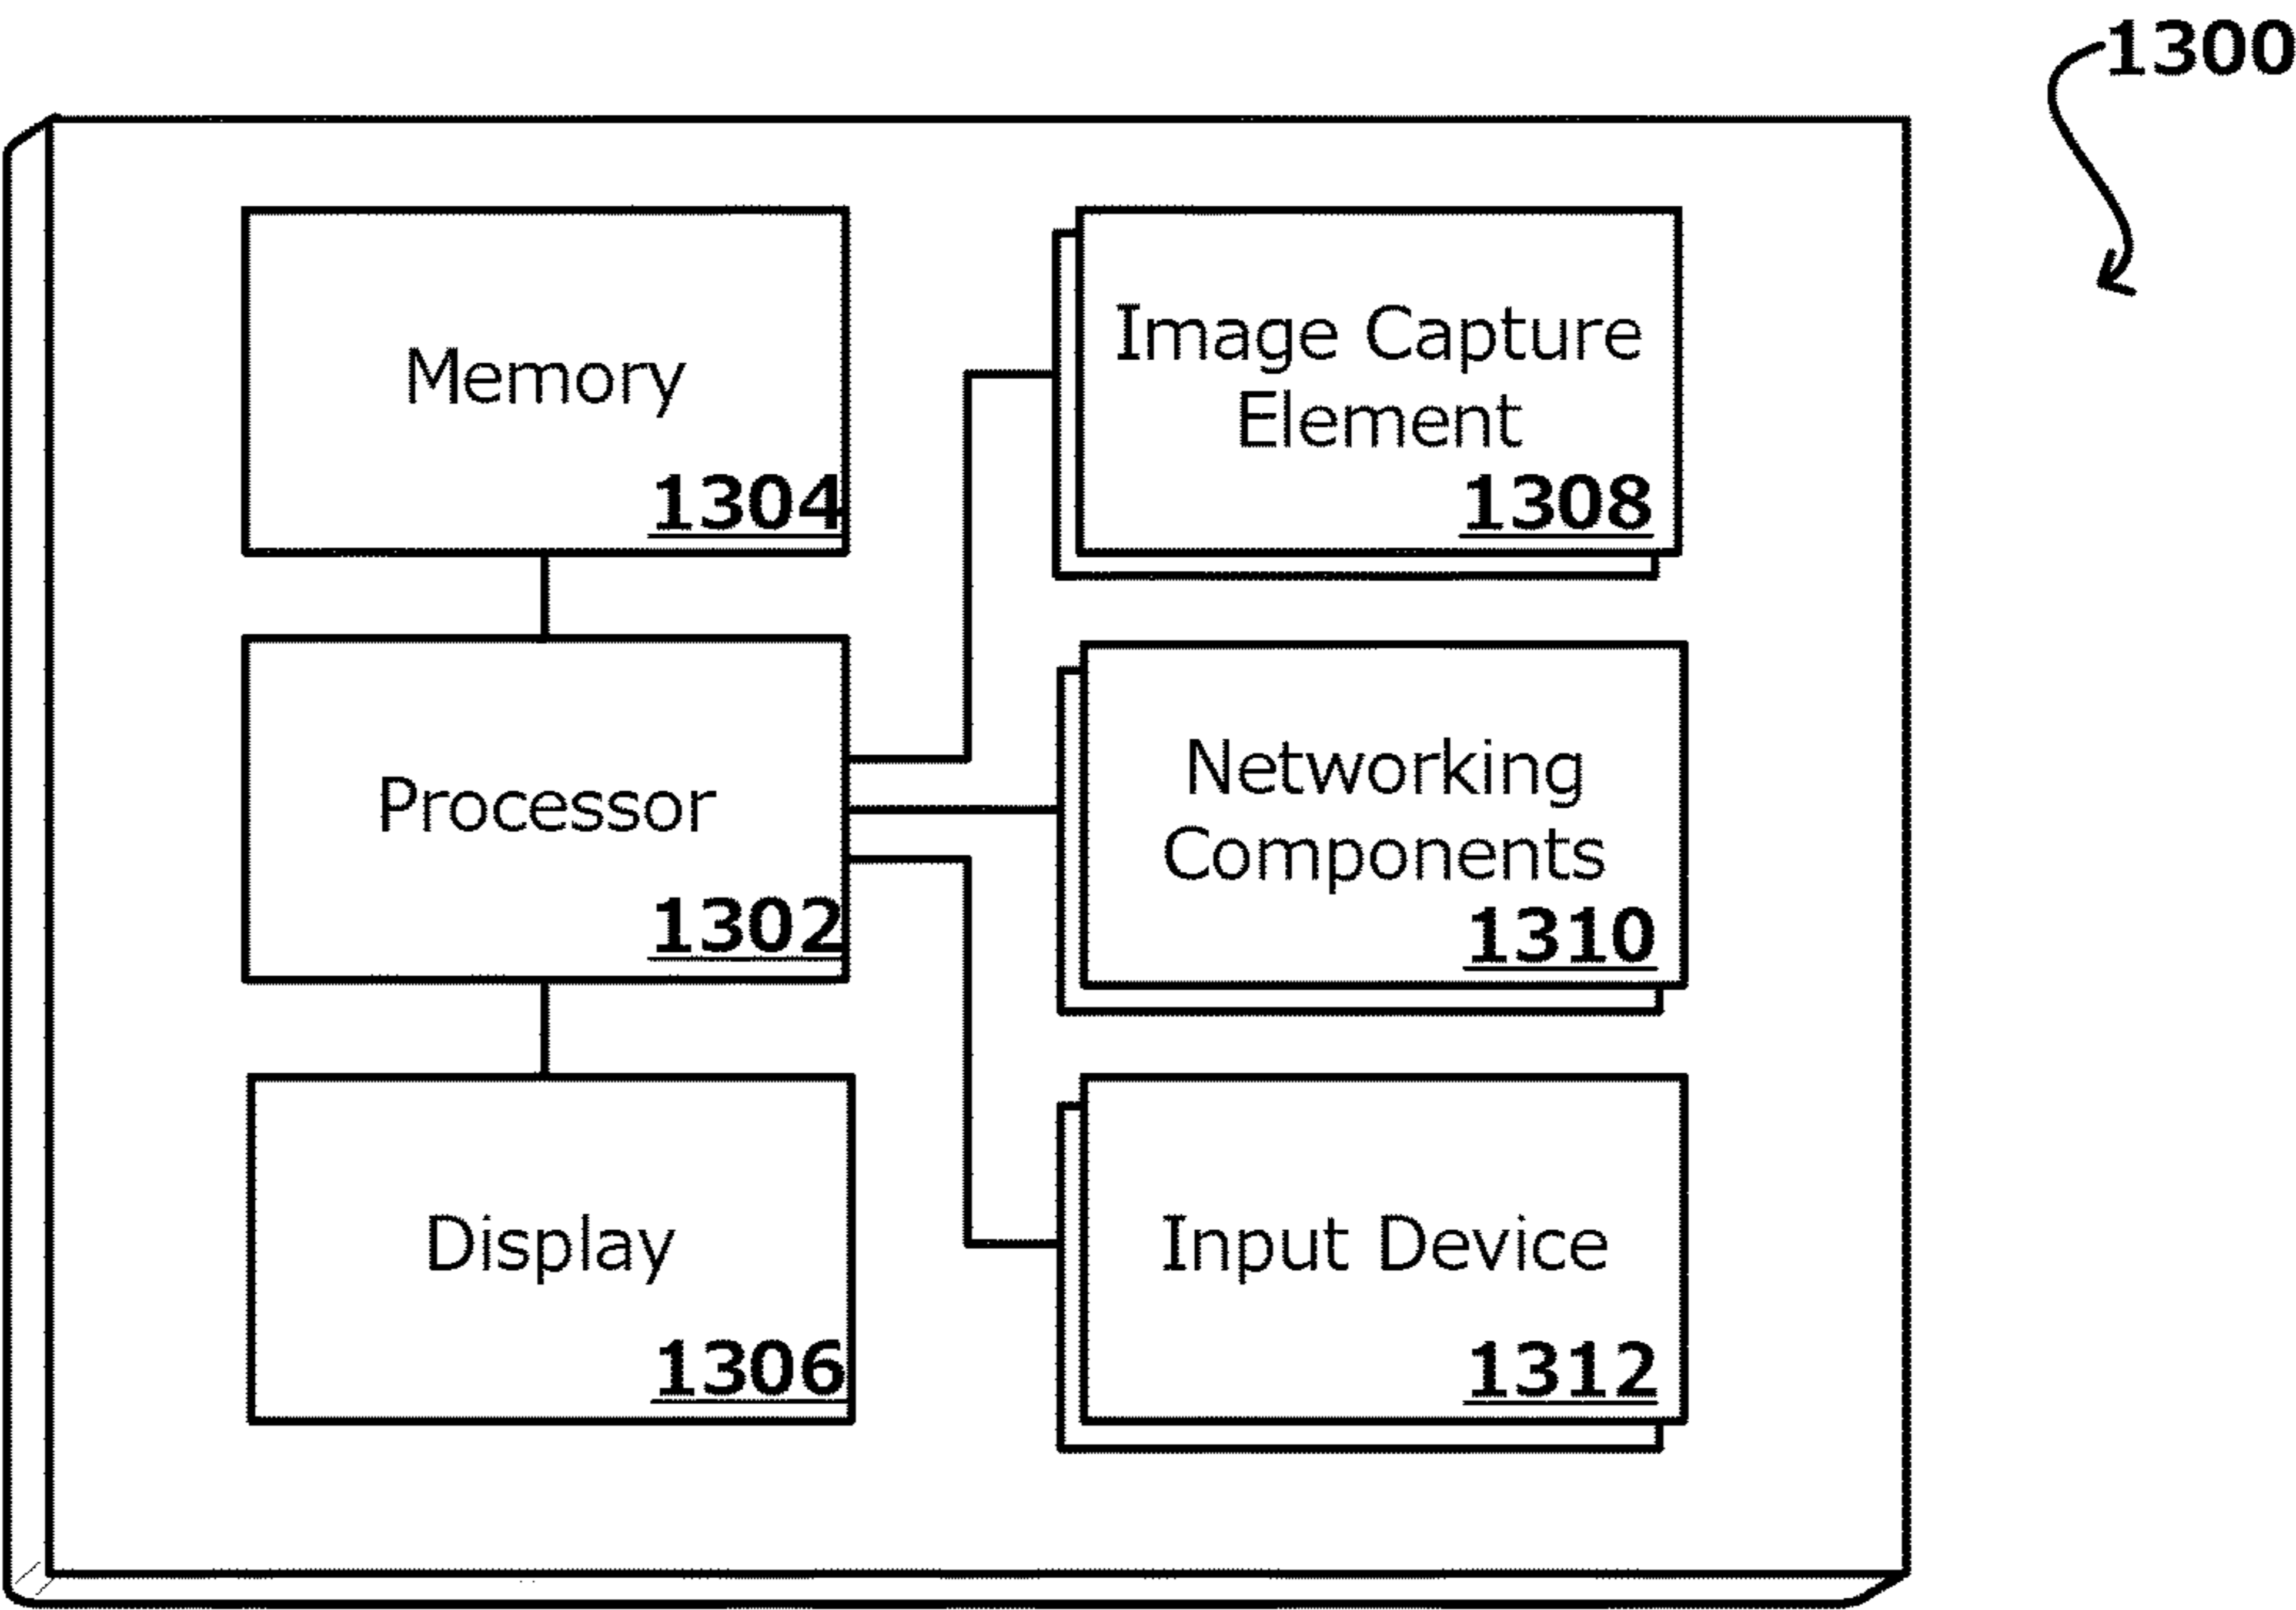 1300
Memory
1304
Image Capture
Element
1308
Processor
1302
Networking
Components
1310
Display
1306
Input Device
1312